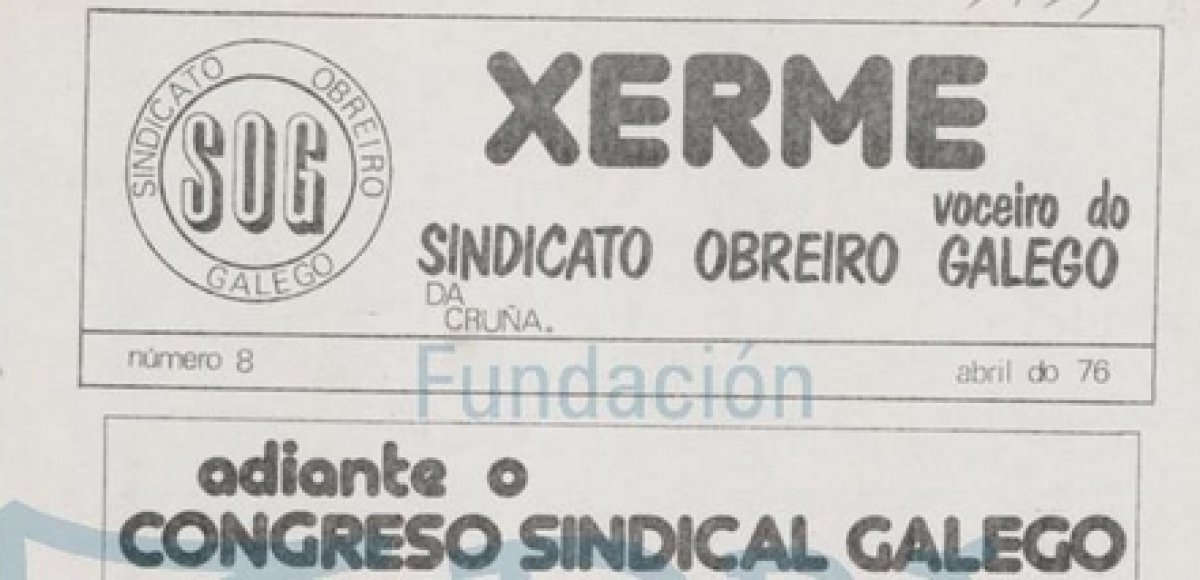 SINDICATO OBREIRO
SOG
GALEGO
XERME
voceiro do
SINDICATO OBREIRO GALEGO
DA
CRUÑA.
número 8
abril do 76
Fundación
adiante o
CONGRESO SINDICAL GALEGO